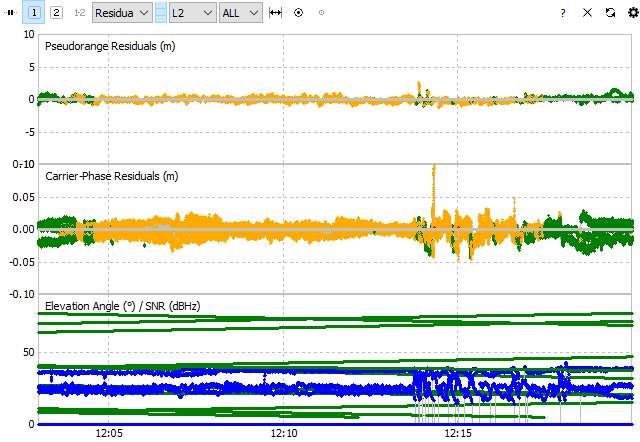 1 2 1-2 Residua L2 ALL ?
10
Pseudorange Residuals (m)
5
0
-5
0.-10
Carrier-Phase Residuals (m)
0.05
0.00
-0.05
-0.10
Elevation Angle (°) / SNR (dBHz)
50
0
12:05 12:10 12:15